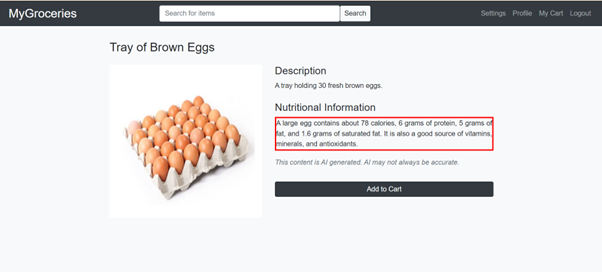 MyGroceries
Search for items
Search
Settings
Profile
My Cart
Logout
Tray of Brown Eggs
Description
A tray holding 30 fresh brown eggs.
Nutritional Information
A large egg contains about 78 calories, 6 grams of protein, 5 grams of
fat, and 1.6 grams of saturated fat. It is also a good source of vitamins,
minerals, and antioxidants.
This content is AI generated. AI may not always be accurate.
Add to Cart